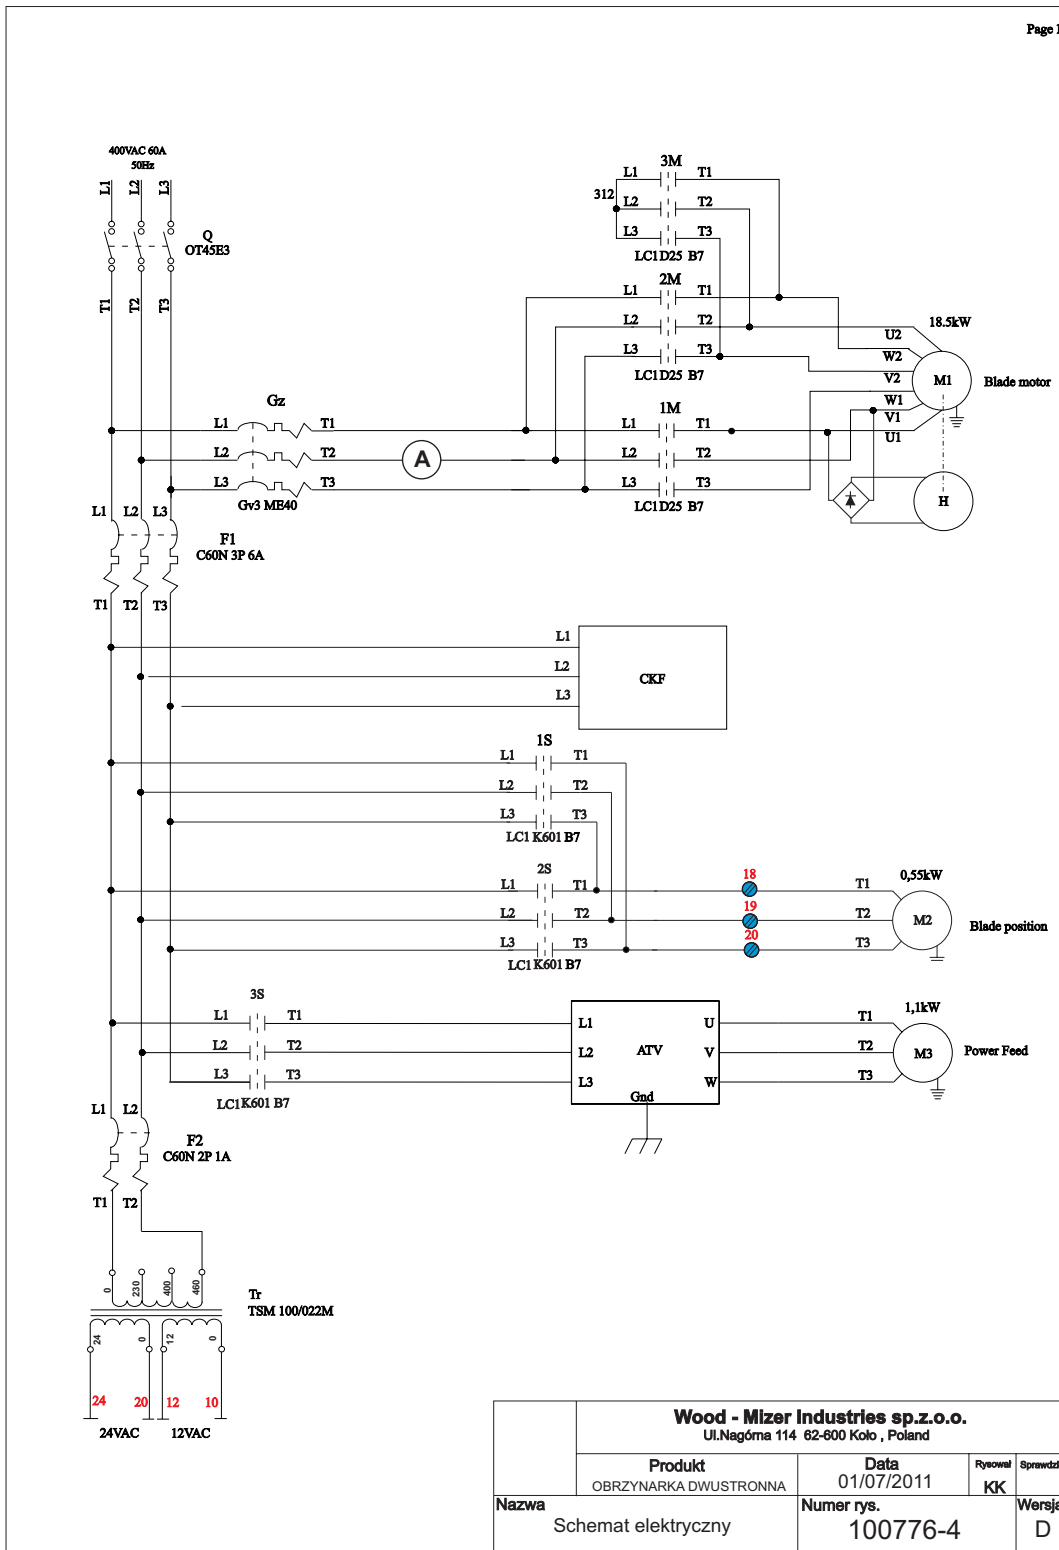 Page 1
400VAC 60A
50Hz
L1 L2 L3
Q
OT45E3
T1 T2 T3
3M
L1 T1
312
L2 T2
L3 T3
LC1D25 B7
2M
L1 T1
L2 T2
L3 T3
LC1D25 B7
18.5kW
U2
W2
V2
W1
V1
U1
M1
Blade motor
H
Gz
L1 T1
L2 T2
L3 T3
A
Gv3 ME40
1M
L1 T1
L2 T2
L3 T3
LC1D25 B7
L1 L2 L3
F1
C60N 3P 6A
T1 T2 T3
L1
L2
L3
CKF
1S
L1 T1
L2 T2
L3 T3
LC1 K601 B7
2S
L1 T1
L2 T2
L3 T3
LC1 K601 B7
18
19
20
0,55kW
T1
T2
T3
M2
Blade position
3S
L1 T1
L2 T2
L3 T3
LC1 K601 B7
L1 U
L2 ATV V
L3 W
Gnd
1,1kW
T1
T2
T3
M3
Power Feed
L1 L2
F2
C60N 2P 1A
T1 T2
0 230 400 460
Tr
TSM 100/022M
24 0 12 0
24 20 12 10
24VAC 12VAC
Wood - Mizer Industries sp.z.o.o.
Ul.Nagórna 114 62-600 Koło , Poland
Produkt
OBRZYNARKA DWUSTRONNA
Data
01/07/2011
Rysował
KK
Sprawdził
Nazwa
Schemat elektryczny
Numer rys.
100776-4
Wersja
D